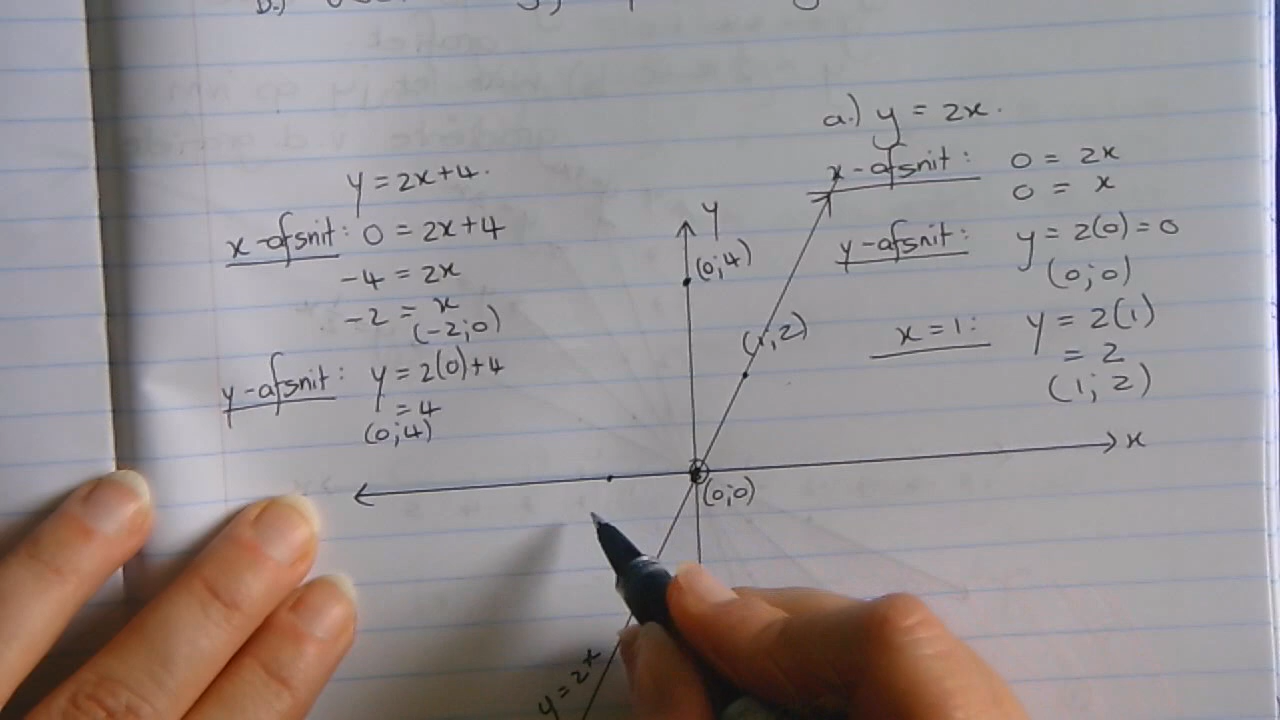 B.)
y = 2x+4.
x-afsnit: 0 = 2x+4
-4 = 2x
-2 = x
(-2;0)
y-afsnit: y = 2(0)+4
= 4
(0;4)
y
(0;4)
(1;2)
x
(0;0)
y = 2x
a.) y = 2x.
x-afsnit: 0 = 2x
0 = x
y-afsnit: y = 2(0) = 0
(0;0)
x = 1: y = 2(1)
= 2
(1; 2)